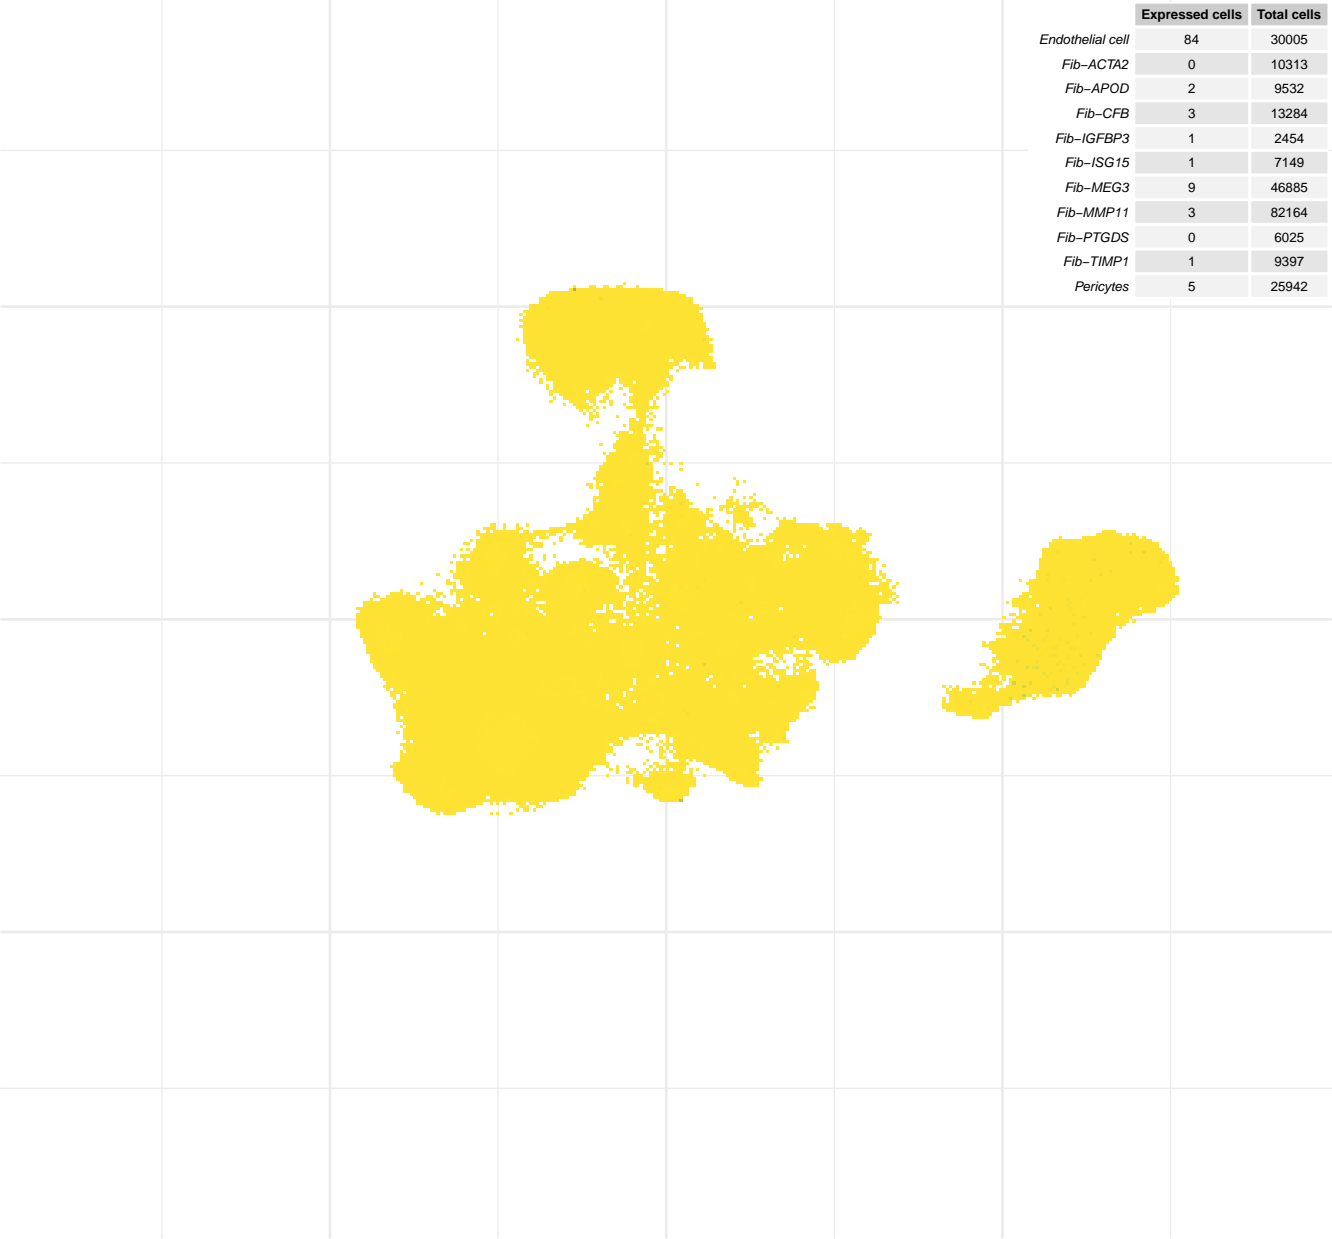 Expressed cells Total cells
Endothelial cell 84 30005
Fib−ACTA2 0 10313
Fib−APOD 2 9532
Fib−CFB 3 13284
Fib−IGFBP3 1 2454
Fib−ISG15 1 7149
Fib−MEG3 9 46885
Fib−MMP11 3 82164
Fib−PTGDS 0 6025
Fib−TIMP1 1 9397
Pericytes 5 25942